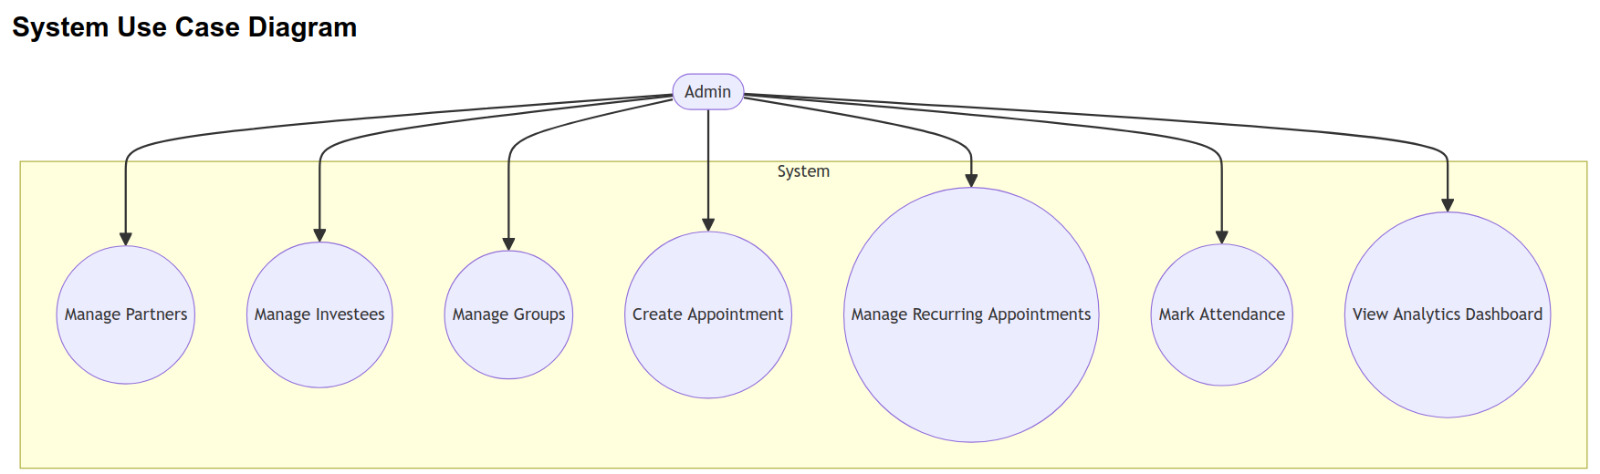 System Use Case Diagram
Admin
System
Manage Partners
Manage Investees
Manage Groups
Create Appointment
Manage Recurring Appointments
Mark Attendance
View Analytics Dashboard